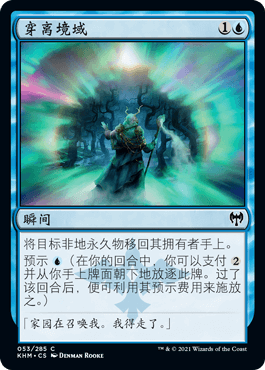 穿离境域 1
瞬间
将目标非地永久物移回其拥有者手上。
预示（在你的回合中，你可以支付 2
并从你手上牌面朝下地放逐此牌。过了
该回合后，便可利用其预示费用来施放
之。）
「家园在召唤我。我得走了。」
053/285 C
KHM • CS DENMAN ROOKE
™ & © 2021 Wizards of the Coast